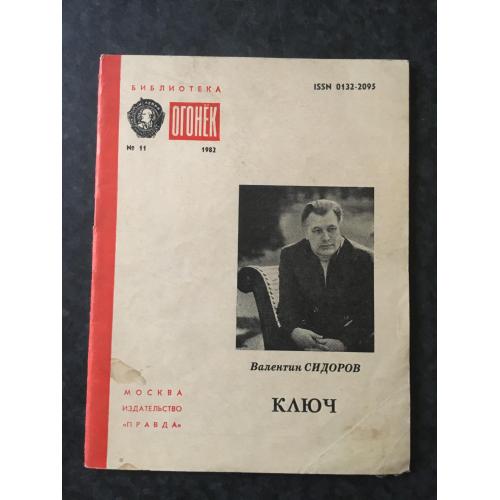 БИБЛИОТЕКА
ISSN 0132-2095
ОГОНЁК
№ 11 1982
Валентин СИДОРОВ
КЛЮЧ
МОСКВА
ИЗДАТЕЛЬСТВО
«ПРАВДА»